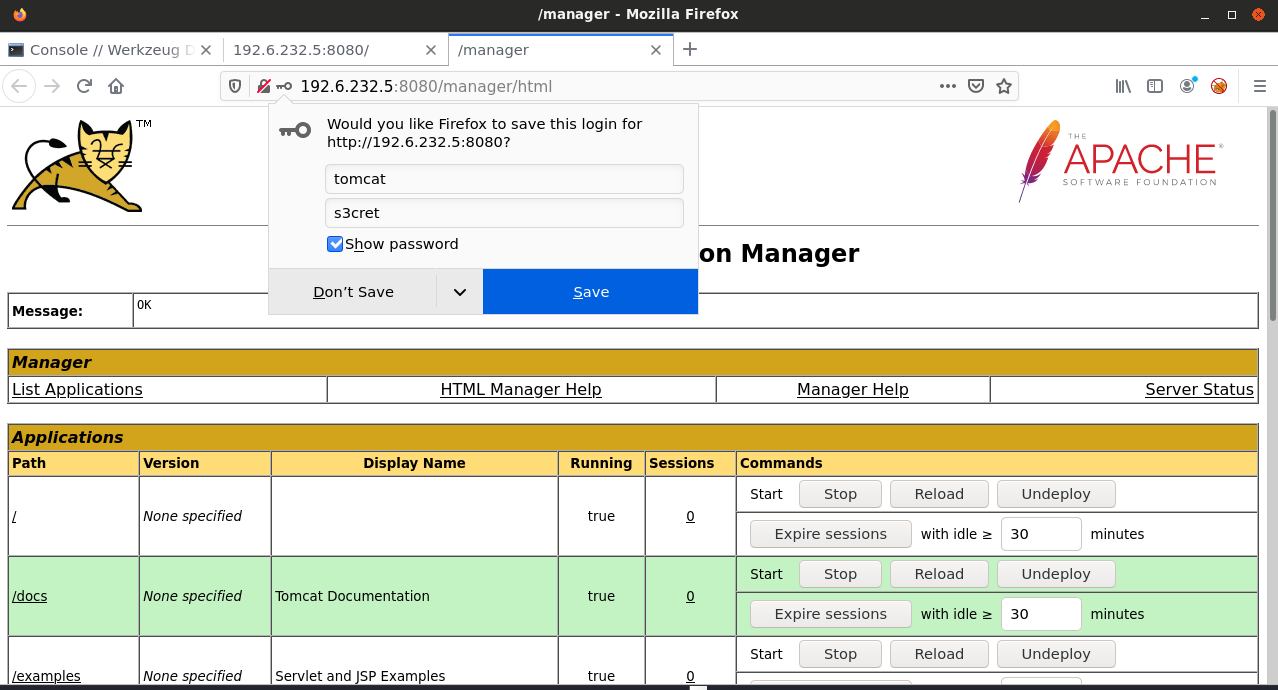 /manager - Mozilla Firefox
Console // Werkzeug D
192.6.232.5:8080/
/manager
192.6.232.5:8080/manager/html
Would you like Firefox to save this login for
http://192.6.232.5:8080?
tomcat
s3cret
Show password
Don’t Save
Save
TM
THE
APACHE®
SOFTWARE FOUNDATION
on Manager
Message: OK
Manager
List Applications HTML Manager Help Manager Help Server Status
Applications
Path Version Display Name Running Sessions Commands
/ None specified true 0
Start Stop Reload Undeploy
Expire sessions with idle ≥ 30 minutes
/docs None specified Tomcat Documentation true 0
Start Stop Reload Undeploy
Expire sessions with idle ≥ 30 minutes
/examples None specified Servlet and JSP Examples true 0
Start Stop Reload Undeploy